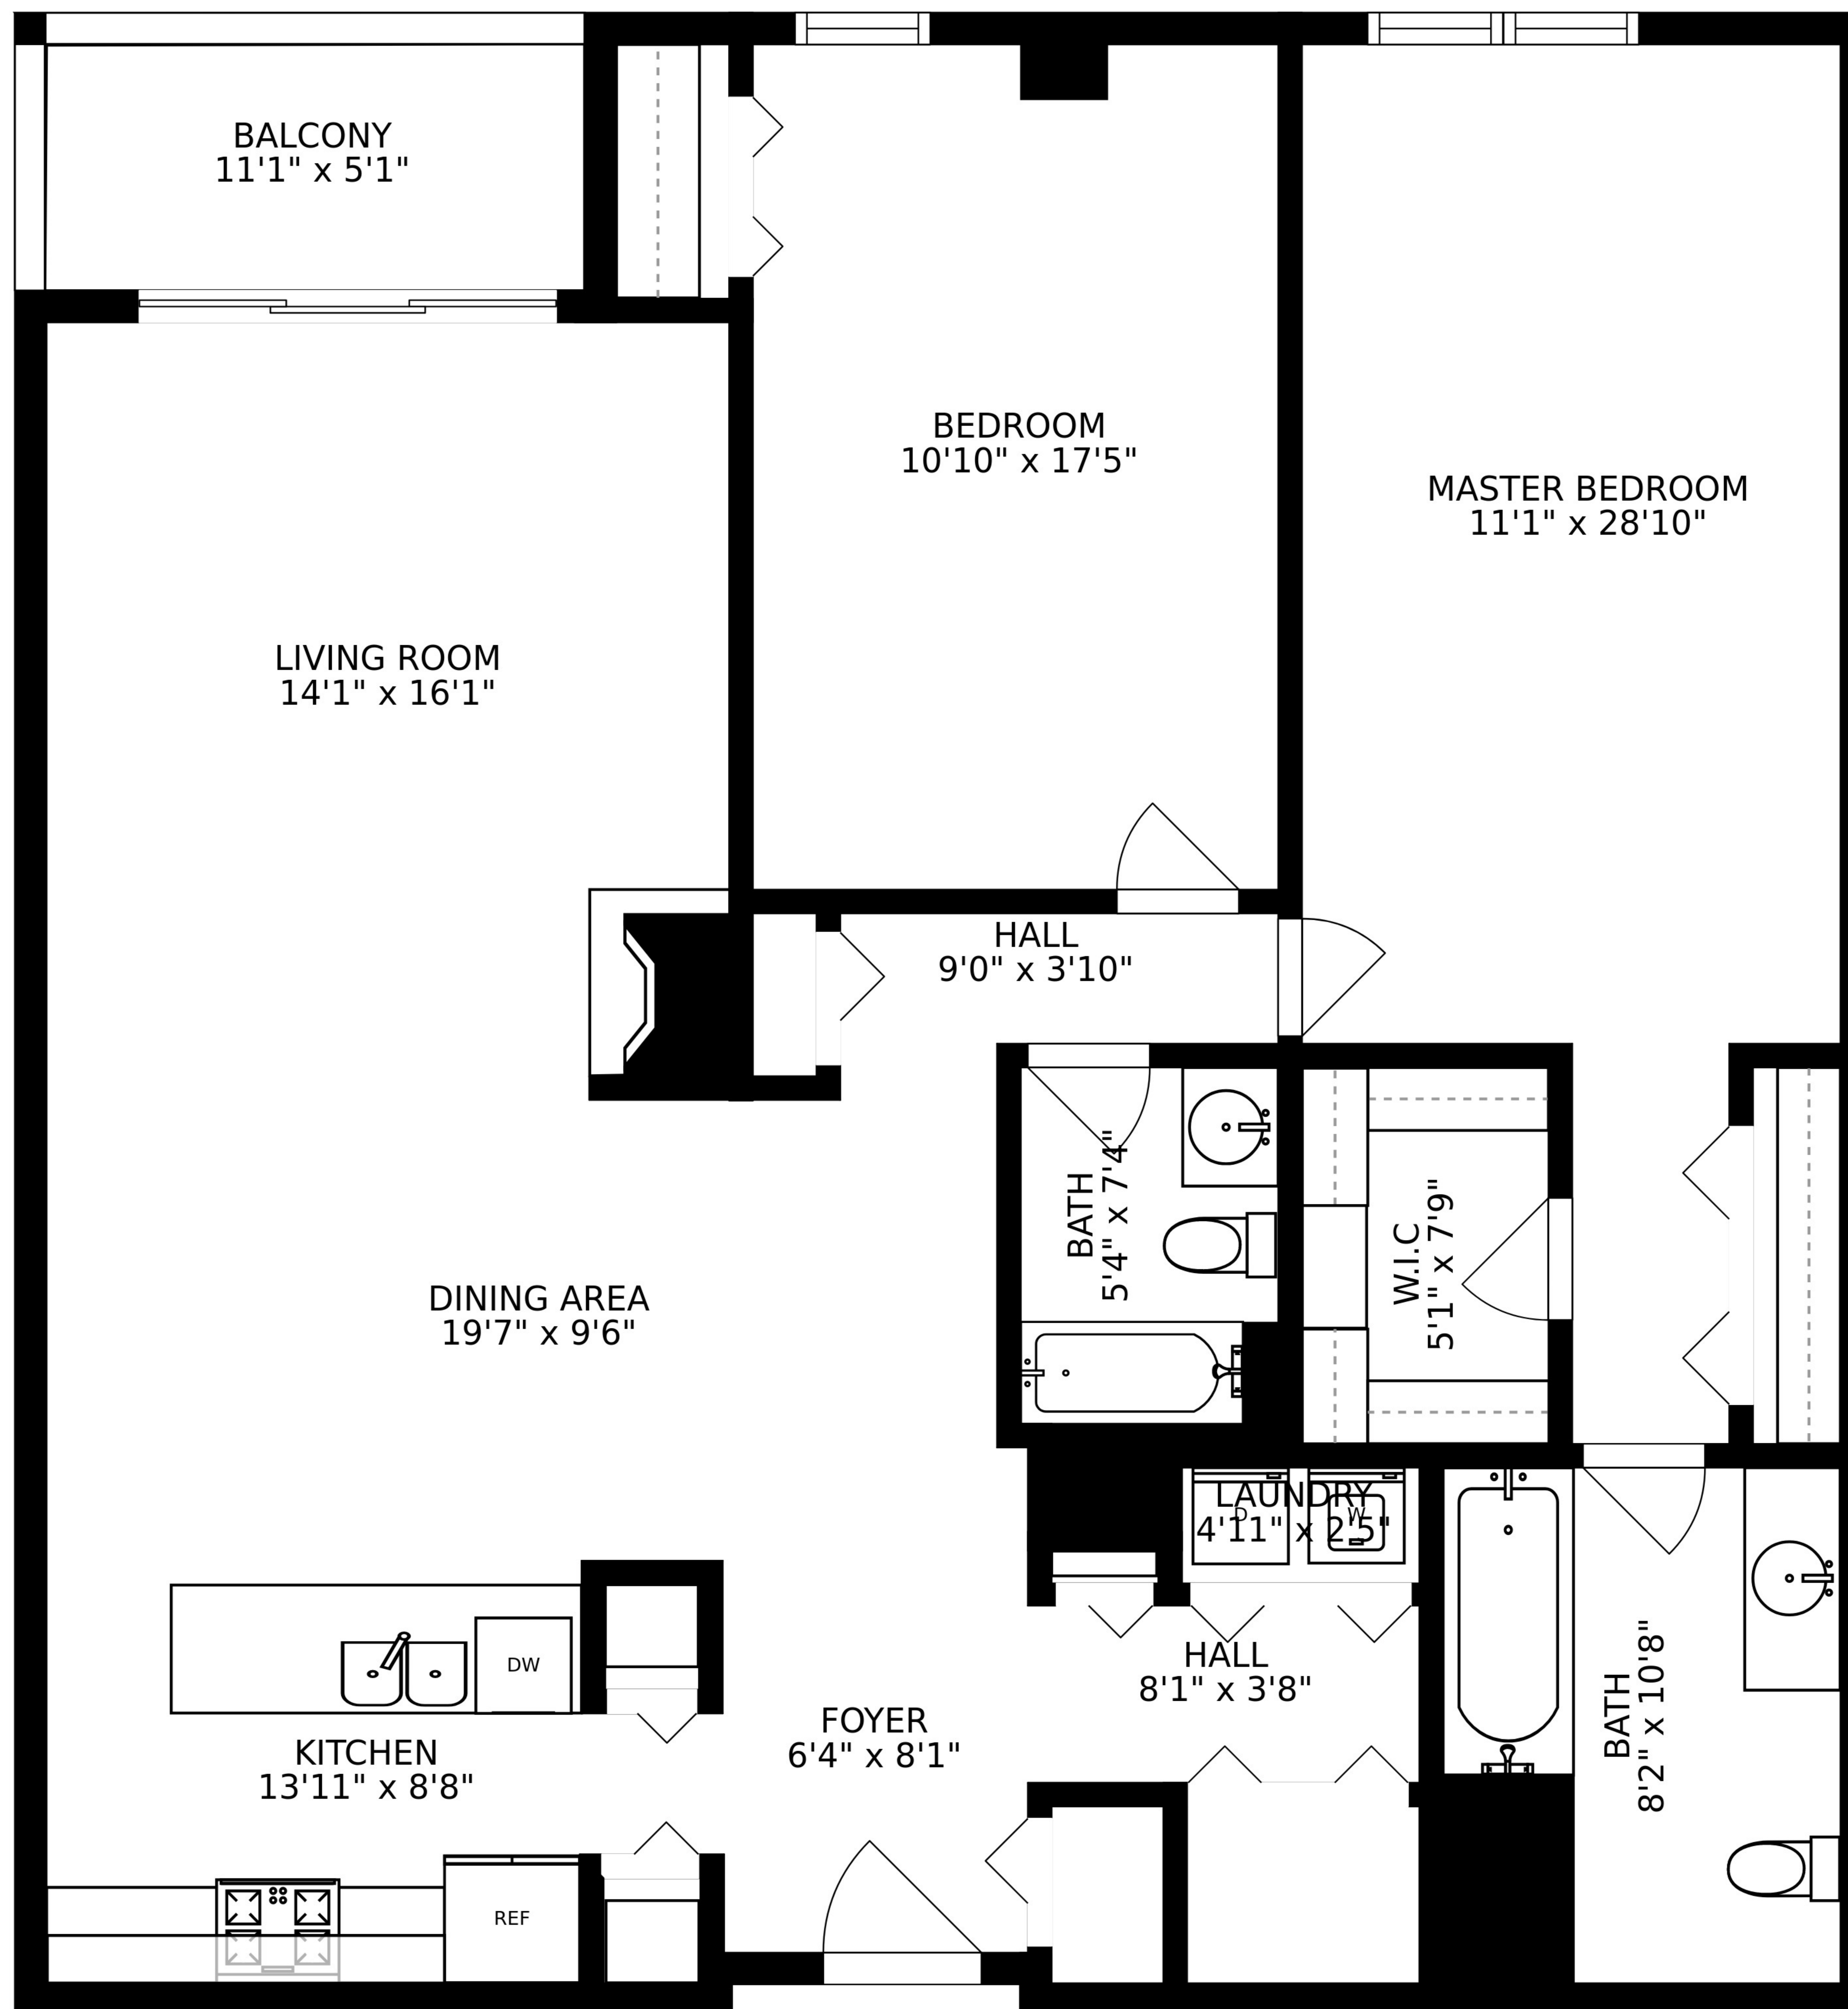 BALCONY
11'1" x 5'1"
BEDROOM
10'10" x 17'5"
MASTER BEDROOM
11'1" x 28'10"
LIVING ROOM
14'1" x 16'1"
HALL
9'0" x 3'10"
BATH
5'4" x 7'4"
W.I.C
5'1" x 7'9"
DINING AREA
19'7" x 9'6"
LAUNDRY
4'11" x 2'5"
D
W
DW
HALL
8'1" x 3'8"
BATH
8'2" x 10'8"
FOYER
6'4" x 8'1"
KITCHEN
13'11" x 8'8"
REF